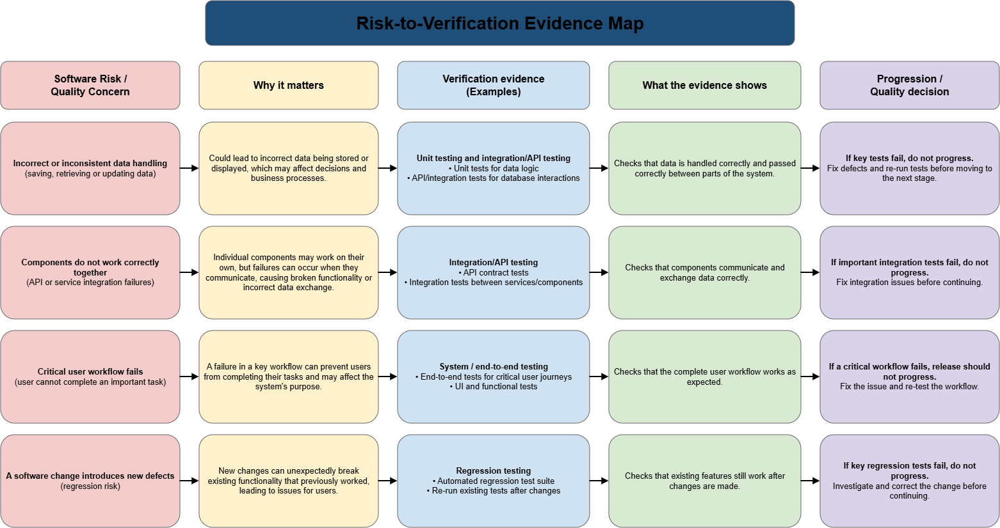 Risk-to-Verification Evidence Map
Software Risk /
Quality Concern
Why it matters
Verification evidence
(Examples)
What the evidence shows
Progression /
Quality decision
Incorrect or inconsistent data handling
(saving, retrieving or updating data)
Could lead to incorrect data being stored or
displayed, which may affect decisions and
business processes.
Unit testing and integration/API testing
• Unit tests for data logic
• API/integration tests for database interactions
Checks that data is handled correctly and passed
correctly between parts of the system.
If key tests fail, do not progress.
Fix defects and re-run tests before moving to
the next stage.
Components do not work correctly
together
(API or service integration failures)
Individual components may work on their
own, but failures can occur when they
communicate, causing broken functionality or
incorrect data exchange.
Integration/API testing
• API contract tests
• Integration tests between services/components
Checks that components communicate and
exchange data correctly.
If important integration tests fail, do not
progress.
Fix integration issues before continuing.
Critical user workflow fails
(user cannot complete an important task)
A failure in a key workflow can prevent users
from completing their tasks and may affect the
system's purpose.
System / end-to-end testing
• End-to-end tests for critical user journeys
• UI and functional tests
Checks that the complete user workflow works as
expected.
If a critical workflow fails, release should
not progress.
Fix the issue and re-test the workflow.
A software change introduces new defects
(regression risk)
New changes can unexpectedly break
existing functionality that previously worked,
leading to issues for users.
Regression testing
• Automated regression test suite
• Re-run existing tests after changes
Checks that existing features still work after
changes are made.
If key regression tests fail, do not
progress.
Investigate and correct the change before
continuing.